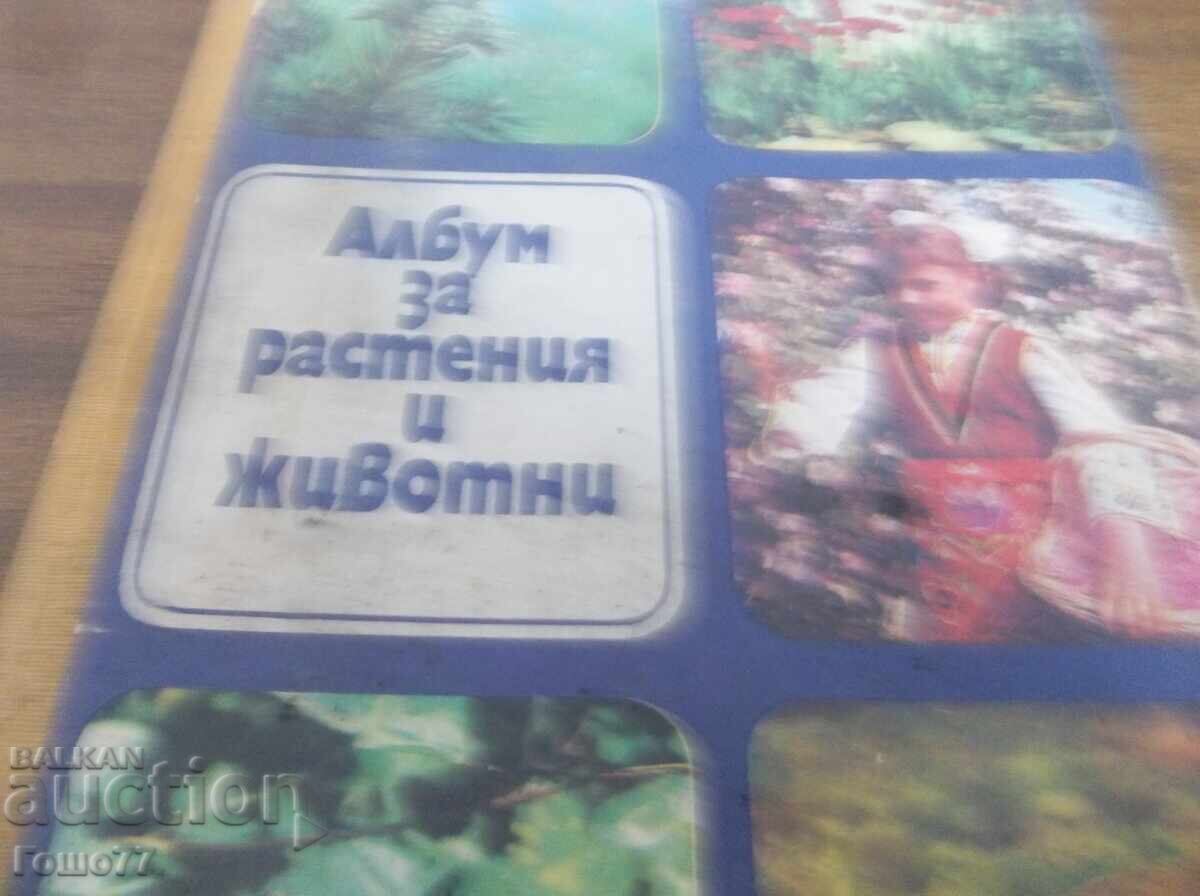 Албум
за
растения
и
животни
BALKAN
auction
Гошо77